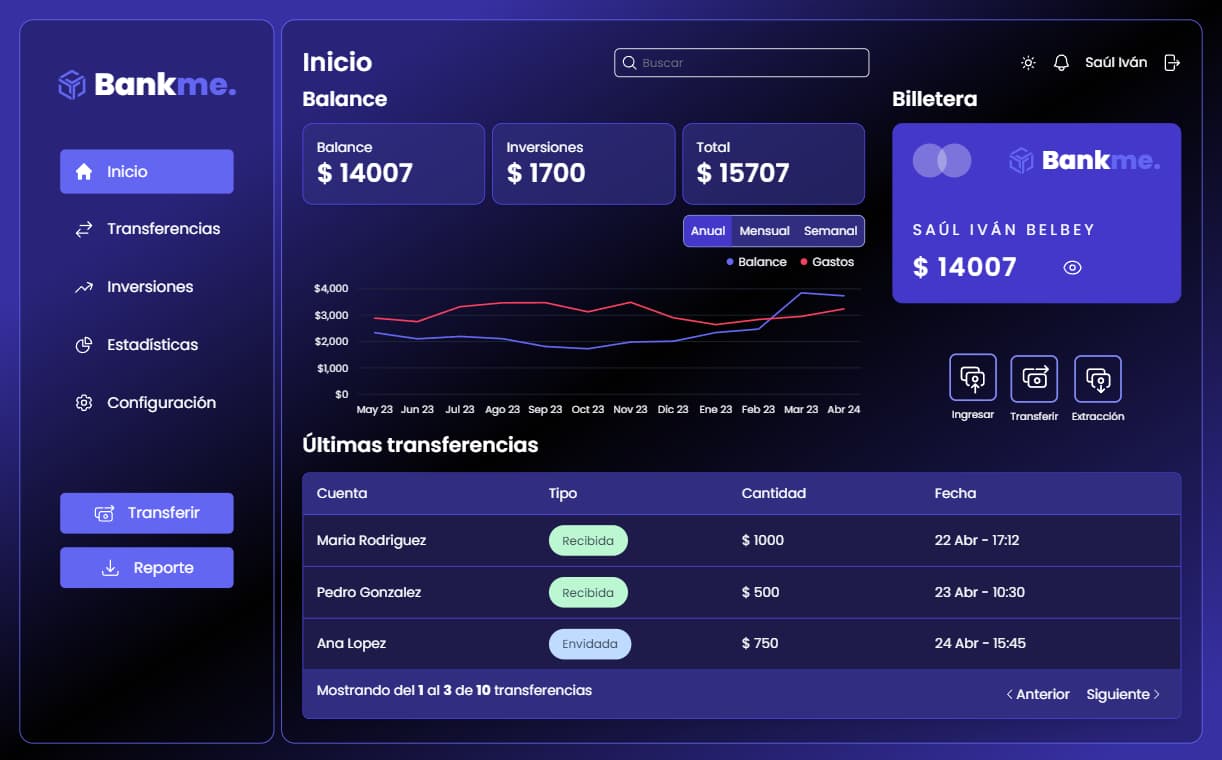 Bankme.
Inicio
Transferencias
Inversiones
Estadísticas
Configuración
Transferir
Reporte
Inicio
Buscar
Saúl Iván
Balance
Balance
$ 14007
Inversiones
$ 1700
Total
$ 15707
Anual Mensual Semanal
Balance Gastos
$4,000
$3,000
$2,000
$1,000
$0
May 23 Jun 23 Jul 23 Ago 23 Sep 23 Oct 23 Nov 23 Dic 23 Ene 23 Feb 23 Mar 23 Abr 24
Billetera
Bankme.
SAÚL IVÁN BELBEY
$ 14007
Ingresar Transferir Extracción
Últimas transferencias
Cuenta Tipo Cantidad Fecha
Maria Rodriguez Recibida $ 1000 22 Abr - 17:12
Pedro Gonzalez Recibida $ 500 23 Abr - 10:30
Ana Lopez Envidada $ 750 24 Abr - 15:45
Mostrando del 1 al 3 de 10 transferencias
Anterior Siguiente